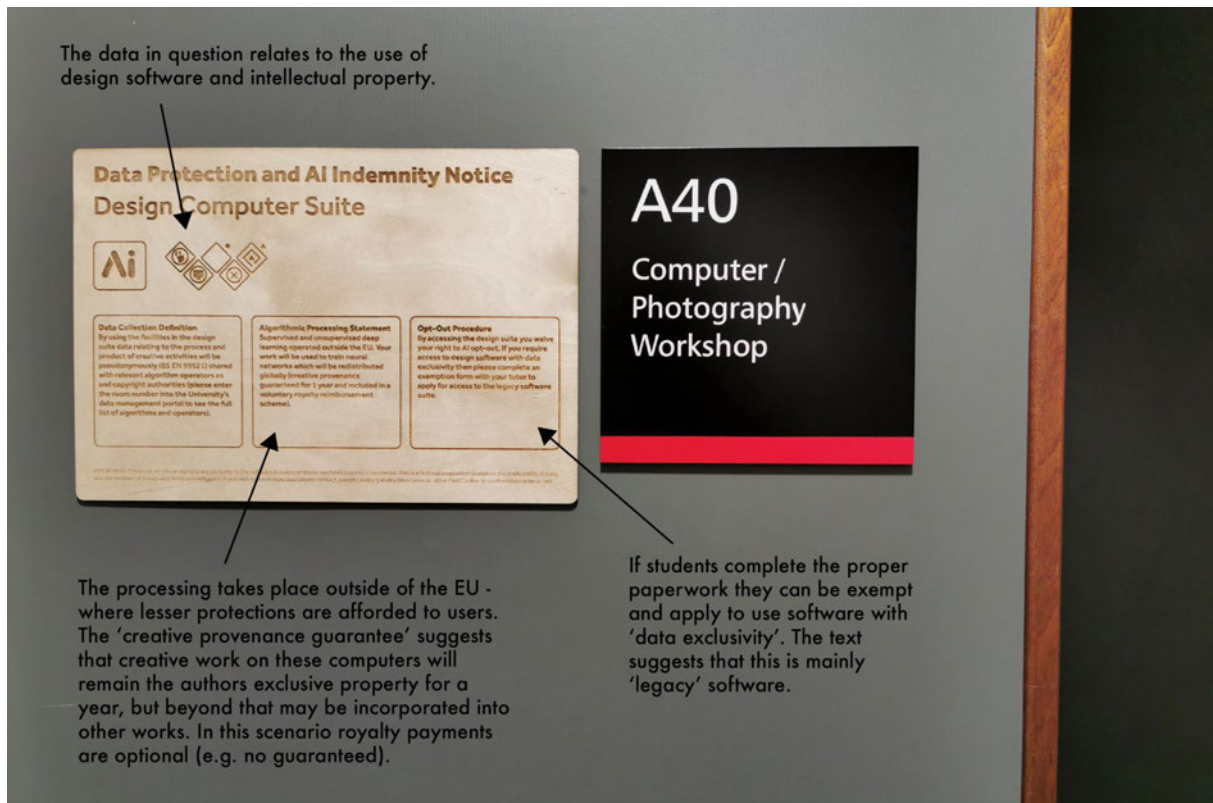 The data in question relates to the use of
design software and intellectual property.
Data Protection and AI Indemnity Notice
Design Computer Suite
Ai
Data Collection Definition
By using the facilities in the design
suite data relating to the process and
product of creative activities will be
pseudonymously (BS EN 99521) shared
with relevant algorithm operators as
and copyright authorities (please enter
the room number into the University's
data management portal to see the full
list of algorithms and operators).
Algorithmic Processing Statement
Supervised and unsupervised deep
learning operated outside the EU. Your
work will be used to train neural
networks which will be redistributed
globally (creative provenance
guaranteed for 1 year and included in a
voluntary royalty reimbursement
scheme).
Opt-Out Procedure
By accessing the design suite you waive
your right to AI opt-out. If you require
access to design software with data
exclusivity then please complete an
exemption form with your tutor to
apply for access to the legacy software
suite.
A40
Computer /
Photography
Workshop
The processing takes place outside of the EU -
where lesser protections are afforded to users.
The 'creative provenance guarantee' suggests
that creative work on these computers will
remain the authors exclusive property for a
year, but beyond that may be incorporated into
other works. In this scenario royalty payments
are optional (e.g. no guaranteed).
If students complete the proper
paperwork they can be exempt
and apply to use software with
'data exclusivity'. The text
suggests that this is mainly
'legacy' software.